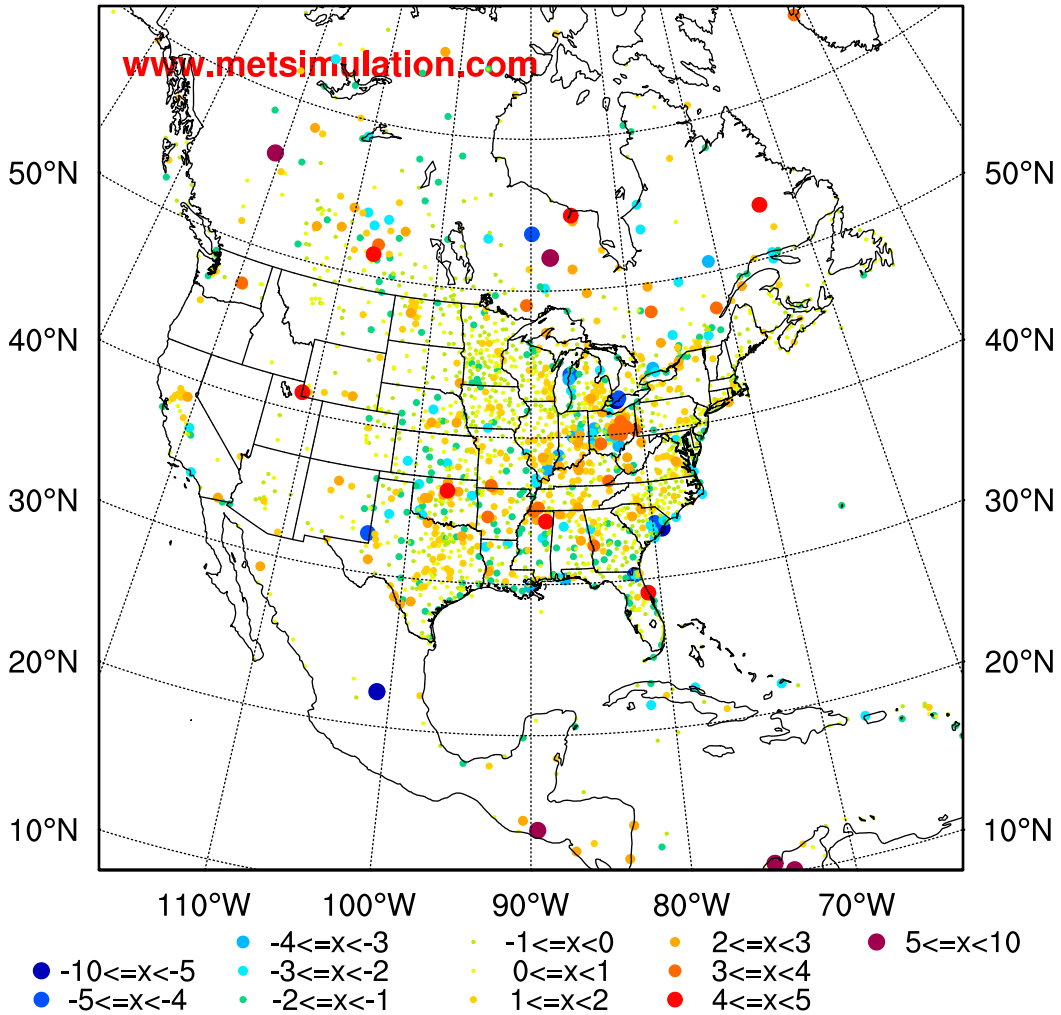 www.metsimulation.com
50°N 50°N
40°N 40°N
30°N 30°N
20°N 20°N
10°N 10°N
110°W 100°W 90°W 80°W 70°W
-4<=x<-3 -1<=x<0 2<=x<3 5<=x<10
-10<=x<-5 -3<=x<-2 0<=x<1 3<=x<4
-5<=x<-4 -2<=x<-1 1<=x<2 4<=x<5